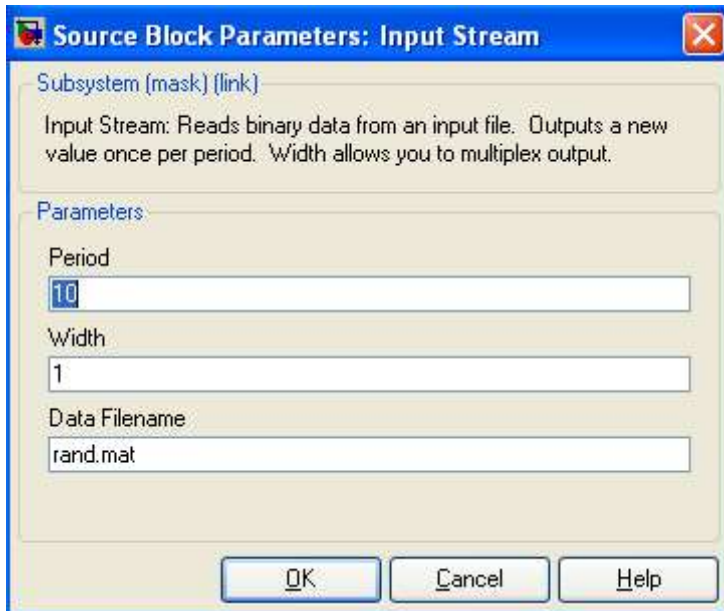 Source Block Parameters: Input Stream
Subsystem (mask) (link)
Input Stream: Reads binary data from an input file. Outputs a new
value once per period. Width allows you to multiplex output.
Parameters
Period
10
Width
1
Data Filename
rand.mat
OK Cancel Help